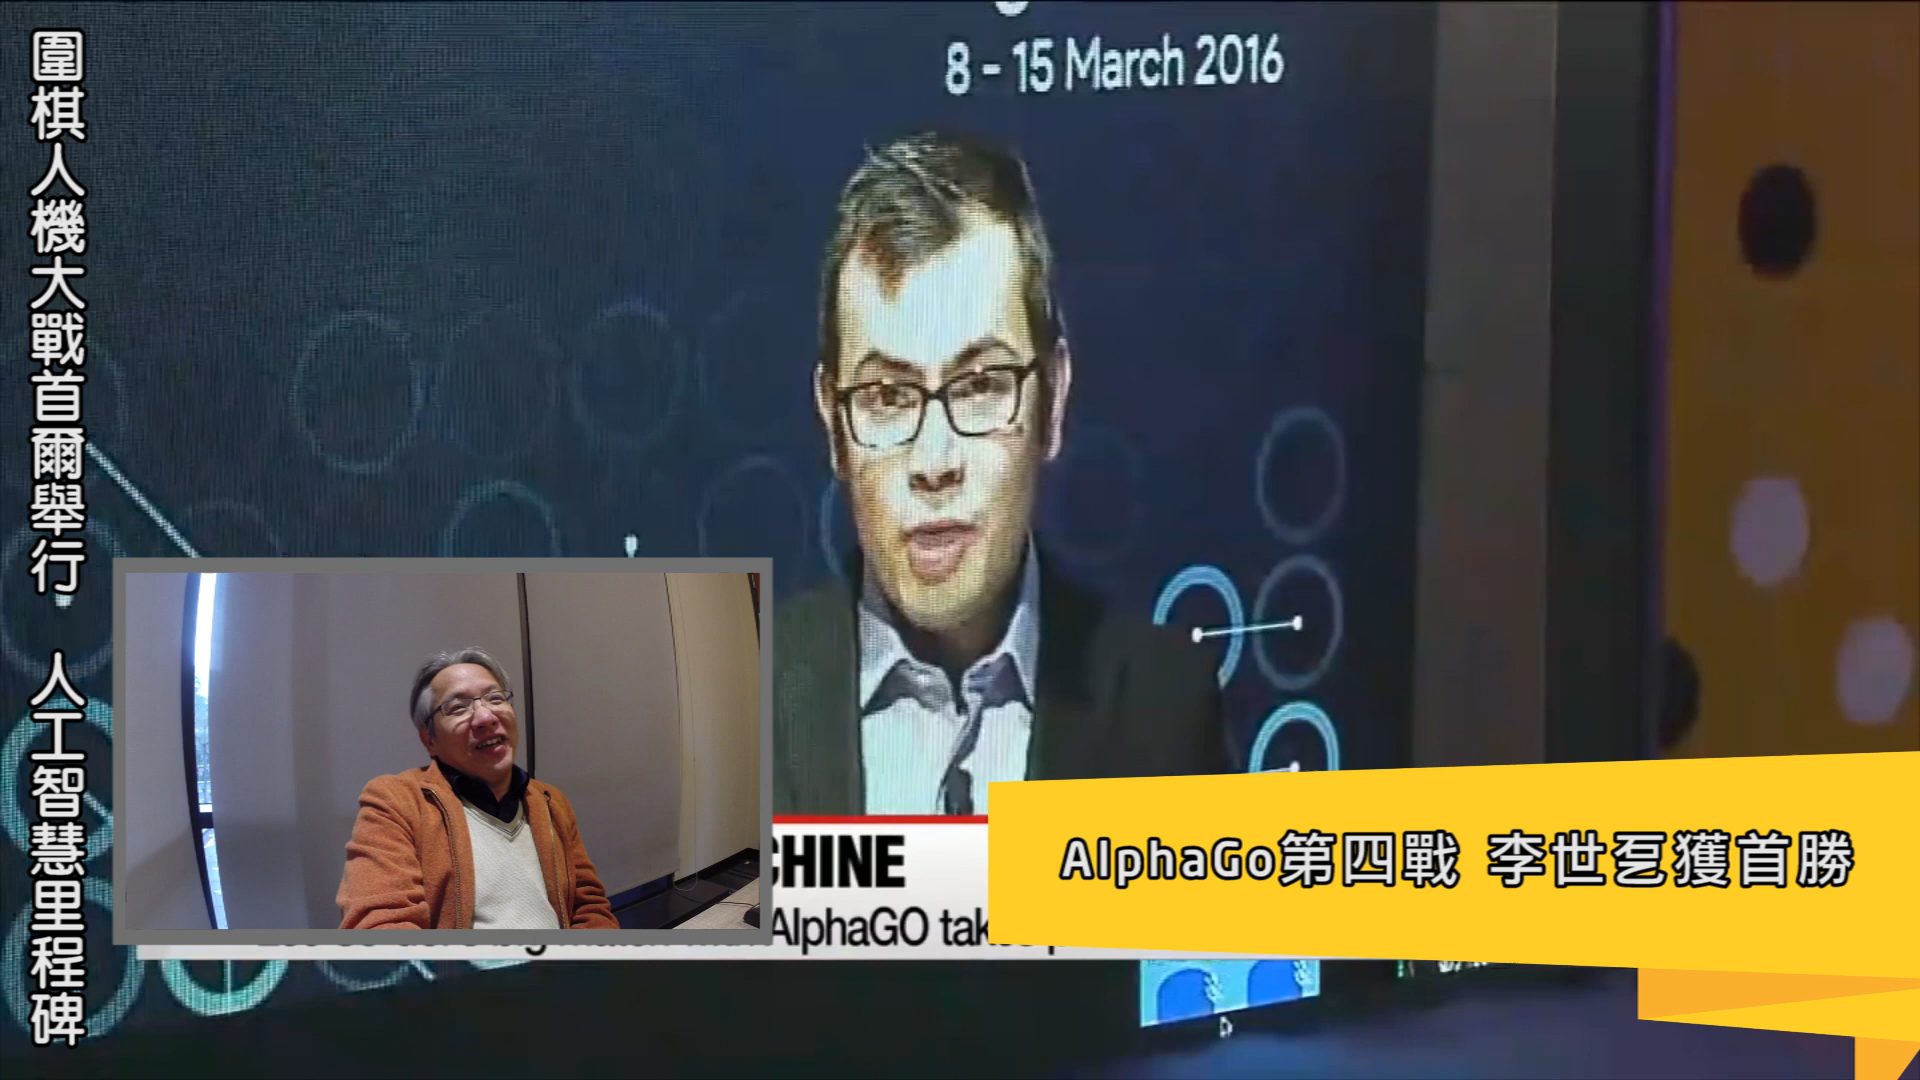 圍棋人機大戰首爾舉行 人工智慧里程碑
8 - 15 March 2016
CHINE
AlphaGO
AlphaGo第四戰 李世乭獲首勝